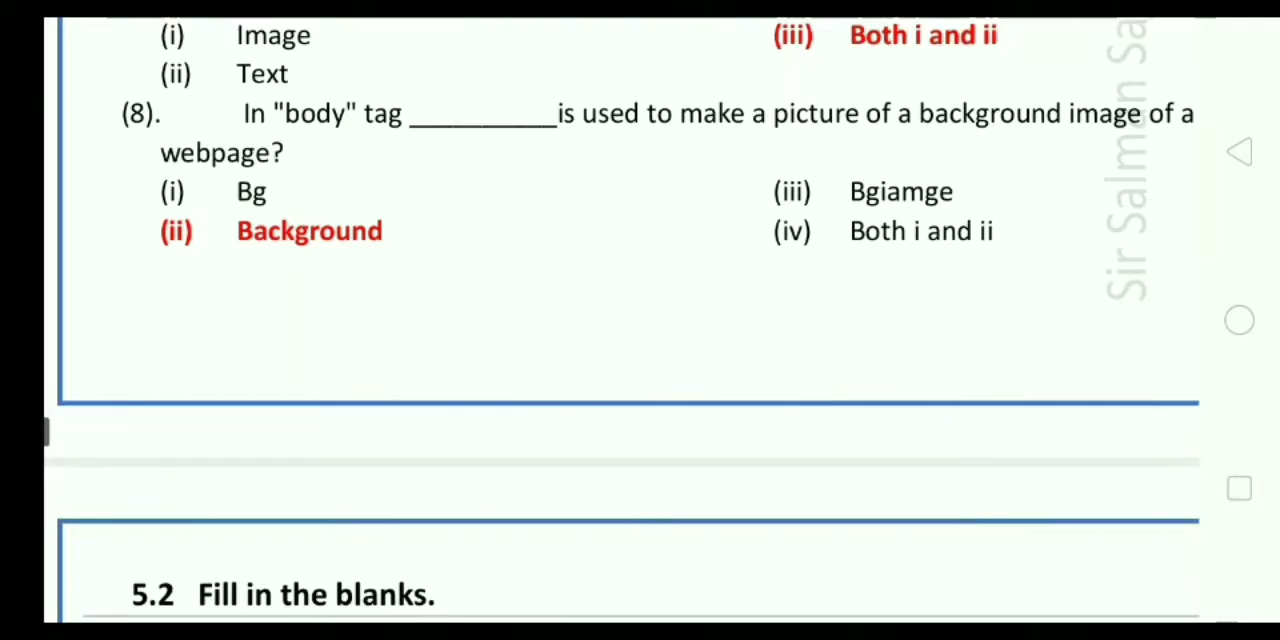 (i) Image (iii) Both i and ii
(ii) Text
(8). In "body" tag __________is used to make a picture of a background image of a
webpage?
(i) Bg (iii) Bgiamge
(ii) Background (iv) Both i and ii
Sir Salman Sa
5.2 Fill in the blanks.